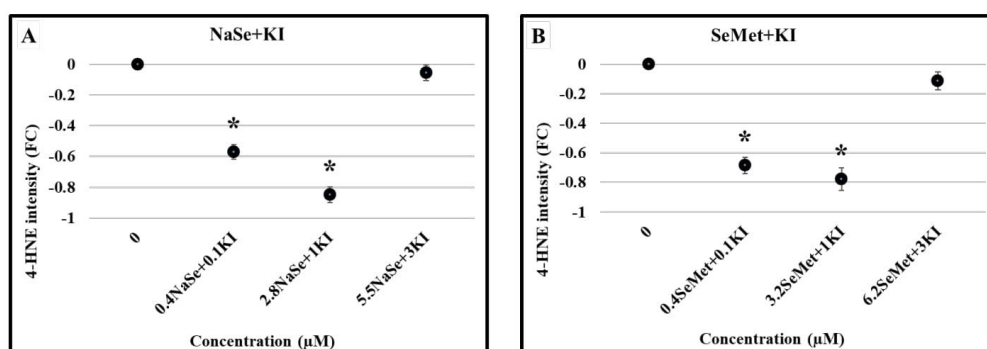 A
NaSe+KI
4-HNE intensity (FC)
0
-0.2
-0.4
-0.6
-0.8
-1
*
*
0
0.4NaSe+0.1KI
2.8NaSe+1KI
5.5NaSe+3KI
Concentration (µM)
B
SeMet+KI
4-HNE intensity (FC)
0
-0.2
-0.4
-0.6
-0.8
-1
*
*
0
0.4SeMet+0.1KI
3.2SeMet+1KI
6.2SeMet+3KI
Concentration (µM)